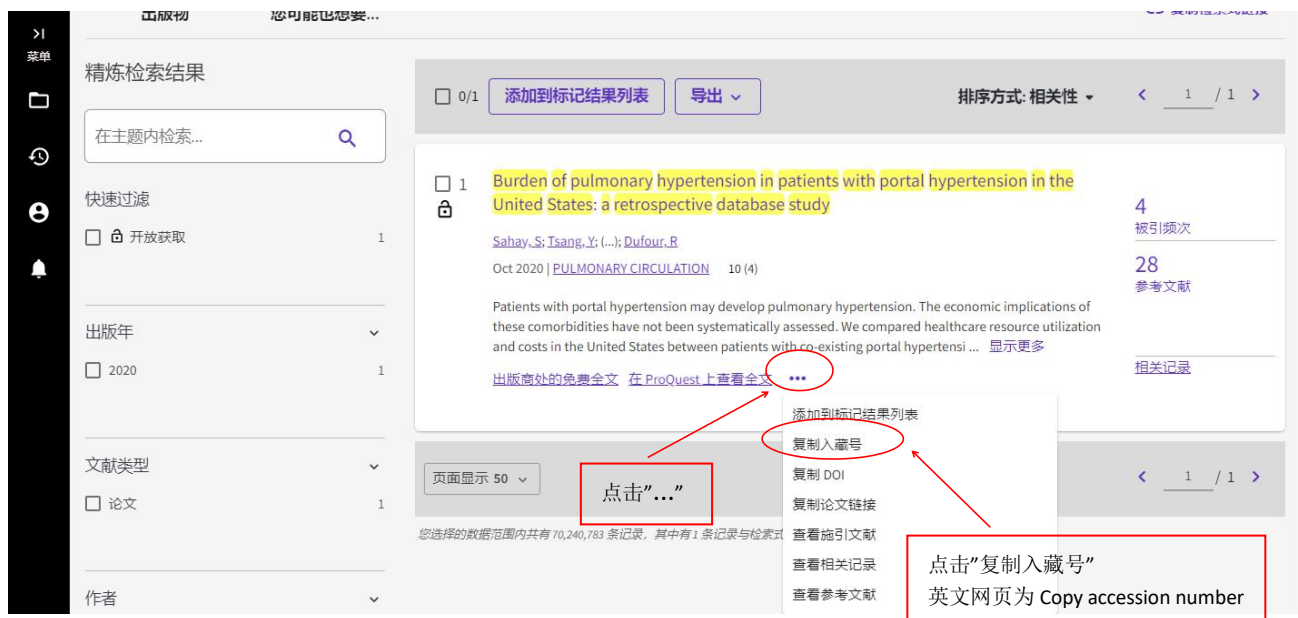 出版物 您可能也想要...
菜单
精炼检索结果
在主题内检索...
快速过滤
开放获取 1
出版年
2020 1
文献类型
论文 1
作者
0/1 添加到标记结果列表 导出 排序方式: 相关性 1 / 1
1 Burden of pulmonary hypertension in patients with portal hypertension in the
United States: a retrospective database study
Sahay, S; Tsang, Y; (...); Dufour, R
Oct 2020 | PULMONARY CIRCULATION 10 (4)
Patients with portal hypertension may develop pulmonary hypertension. The economic implications of
these comorbidities have not been systematically assessed. We compared healthcare resource utilization
and costs in the United States between patients with co-existing portal hypertensi ... 显示更多
出版商处的免费全文 在 ProQuest 上查看全文 •••
4
被引频次
28
参考文献
相关记录
添加到标记结果列表
复制入藏号
复制 DOI
复制论文链接
查看施引文献
查看相关记录
查看参考文献
页面显示 50 1 / 1
您选择的数据范围内共有 70,240,783 条记录，其中有 1 条记录与检索式
点击”…”
点击”复制入藏号”
英文网页为 Copy accession number